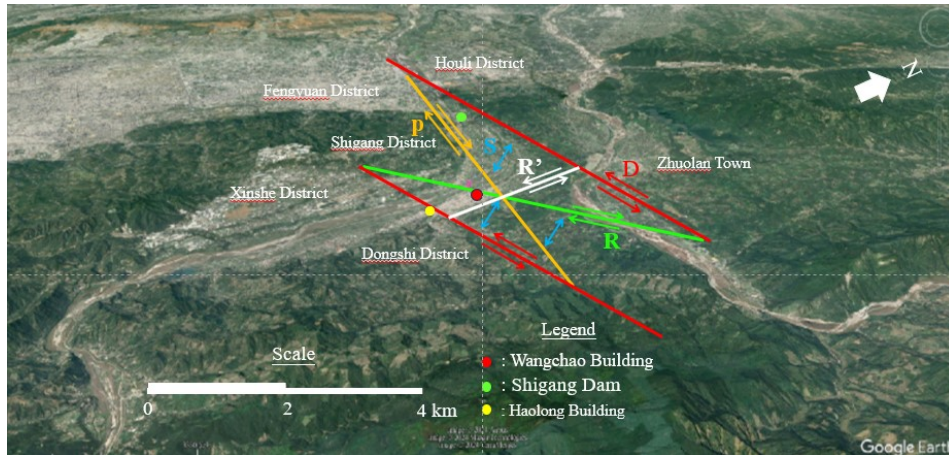 Houli District
N
Fengyuan District
P
Shigang District
S
R'
D
Zhuolan Town
Xinshe District
R
Dongshi District
Legend
Scale
: Wangchao Building
: Shigang Dam
0
2
4 km
: Haolong Building
Google Earth